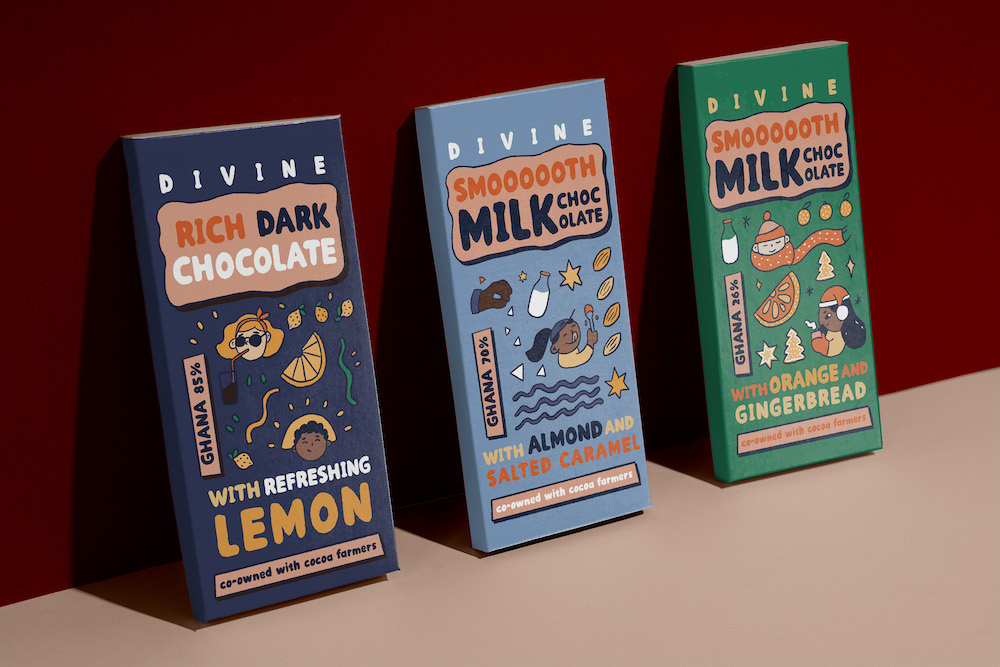 DIVINE
RICH DARK
CHOCOLATE
GHANA 85%
WITH REFRESHING
LEMON
co-owned with cocoa farmers
DIVINE
SMOOOOOTH
MILK CHOC
OLATE
GHANA 70%
WITH ALMOND AND
SALTED CARAMEL
co-owned with cocoa farmers
DIVINE
SMOOOOOTH
MILK CHOC
OLATE
GHANA 26%
WITH ORANGE AND
GINGERBREAD
co-owned with cocoa farmers